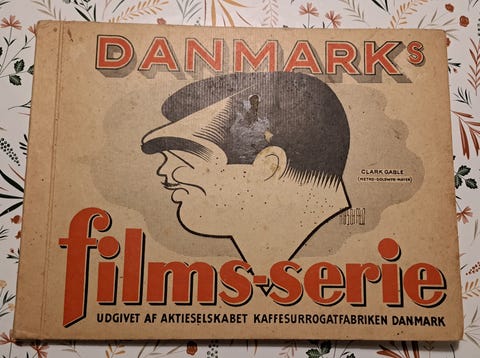 DANMARKs
CLARK GABLE
(METRO-GOLDWYN-MAYER)
films-serie
UDGIVET AF AKTIESELSKABET KAFFESURROGATFABRIKEN DANMARK